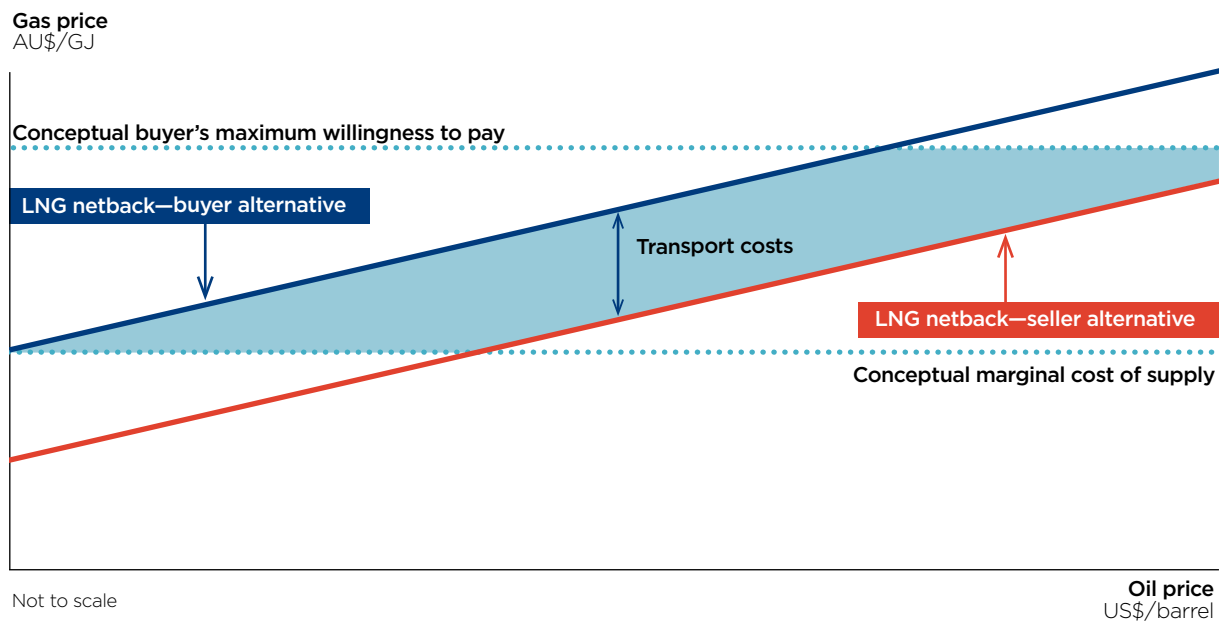 Gas price
AU$/GJ
Conceptual buyer's maximum willingness to pay
LNG netback—buyer alternative
Transport costs
LNG netback—seller alternative
Conceptual marginal cost of supply
Oil price
US$/barrel
Not to scale